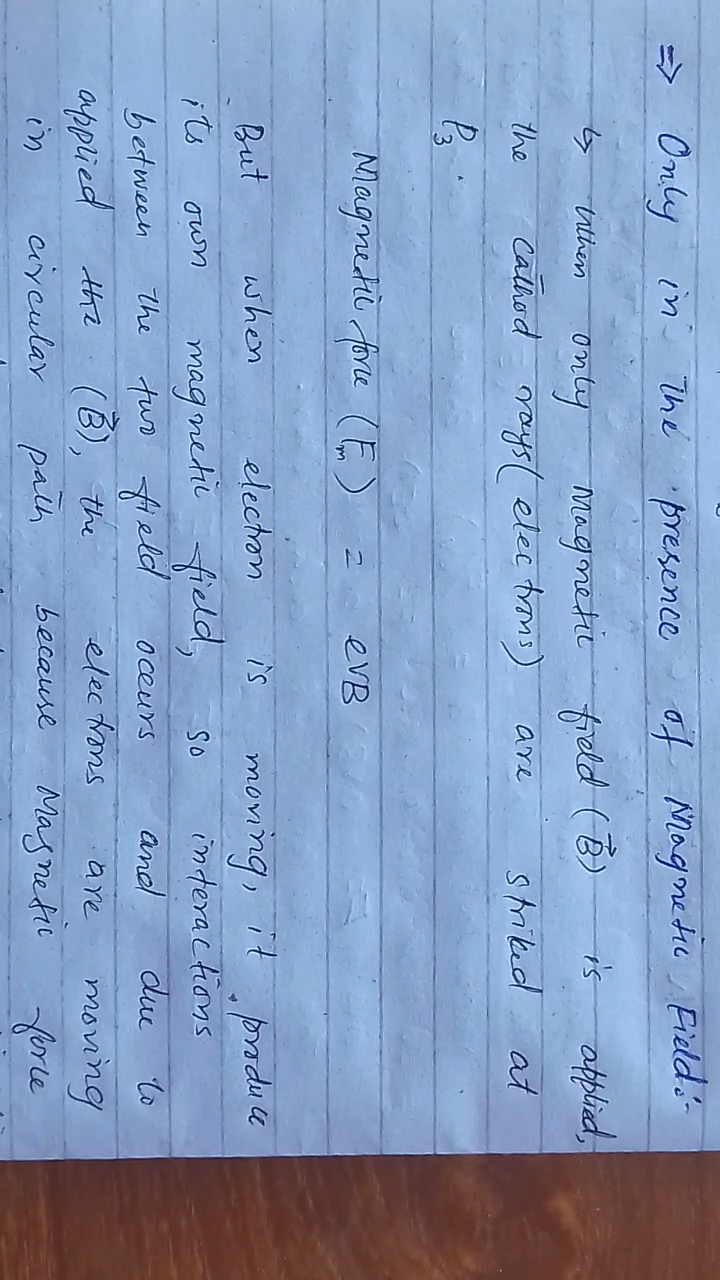 ⇒ Only in the presence of Magnetic Field:-
↳ When only Magnetic field (B⃗) is applied,
the cathod rays (electrons) are striked at
P₃.
Magnetic force (Fₘ) = eVB
But when electron is moving, it produce
its own magnetic field, so interactions
between the two field occurs and due to
applied the (B⃗), the electrons are moving
in circular path because Magnetic force